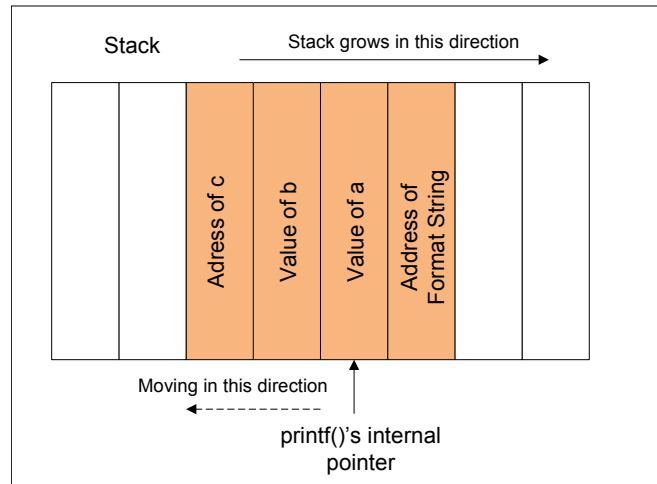 Stack
Stack grows in this direction
Adress of c
Value of b
Value of a
Address of
Format String
Moving in this direction
printf()'s internal
pointer